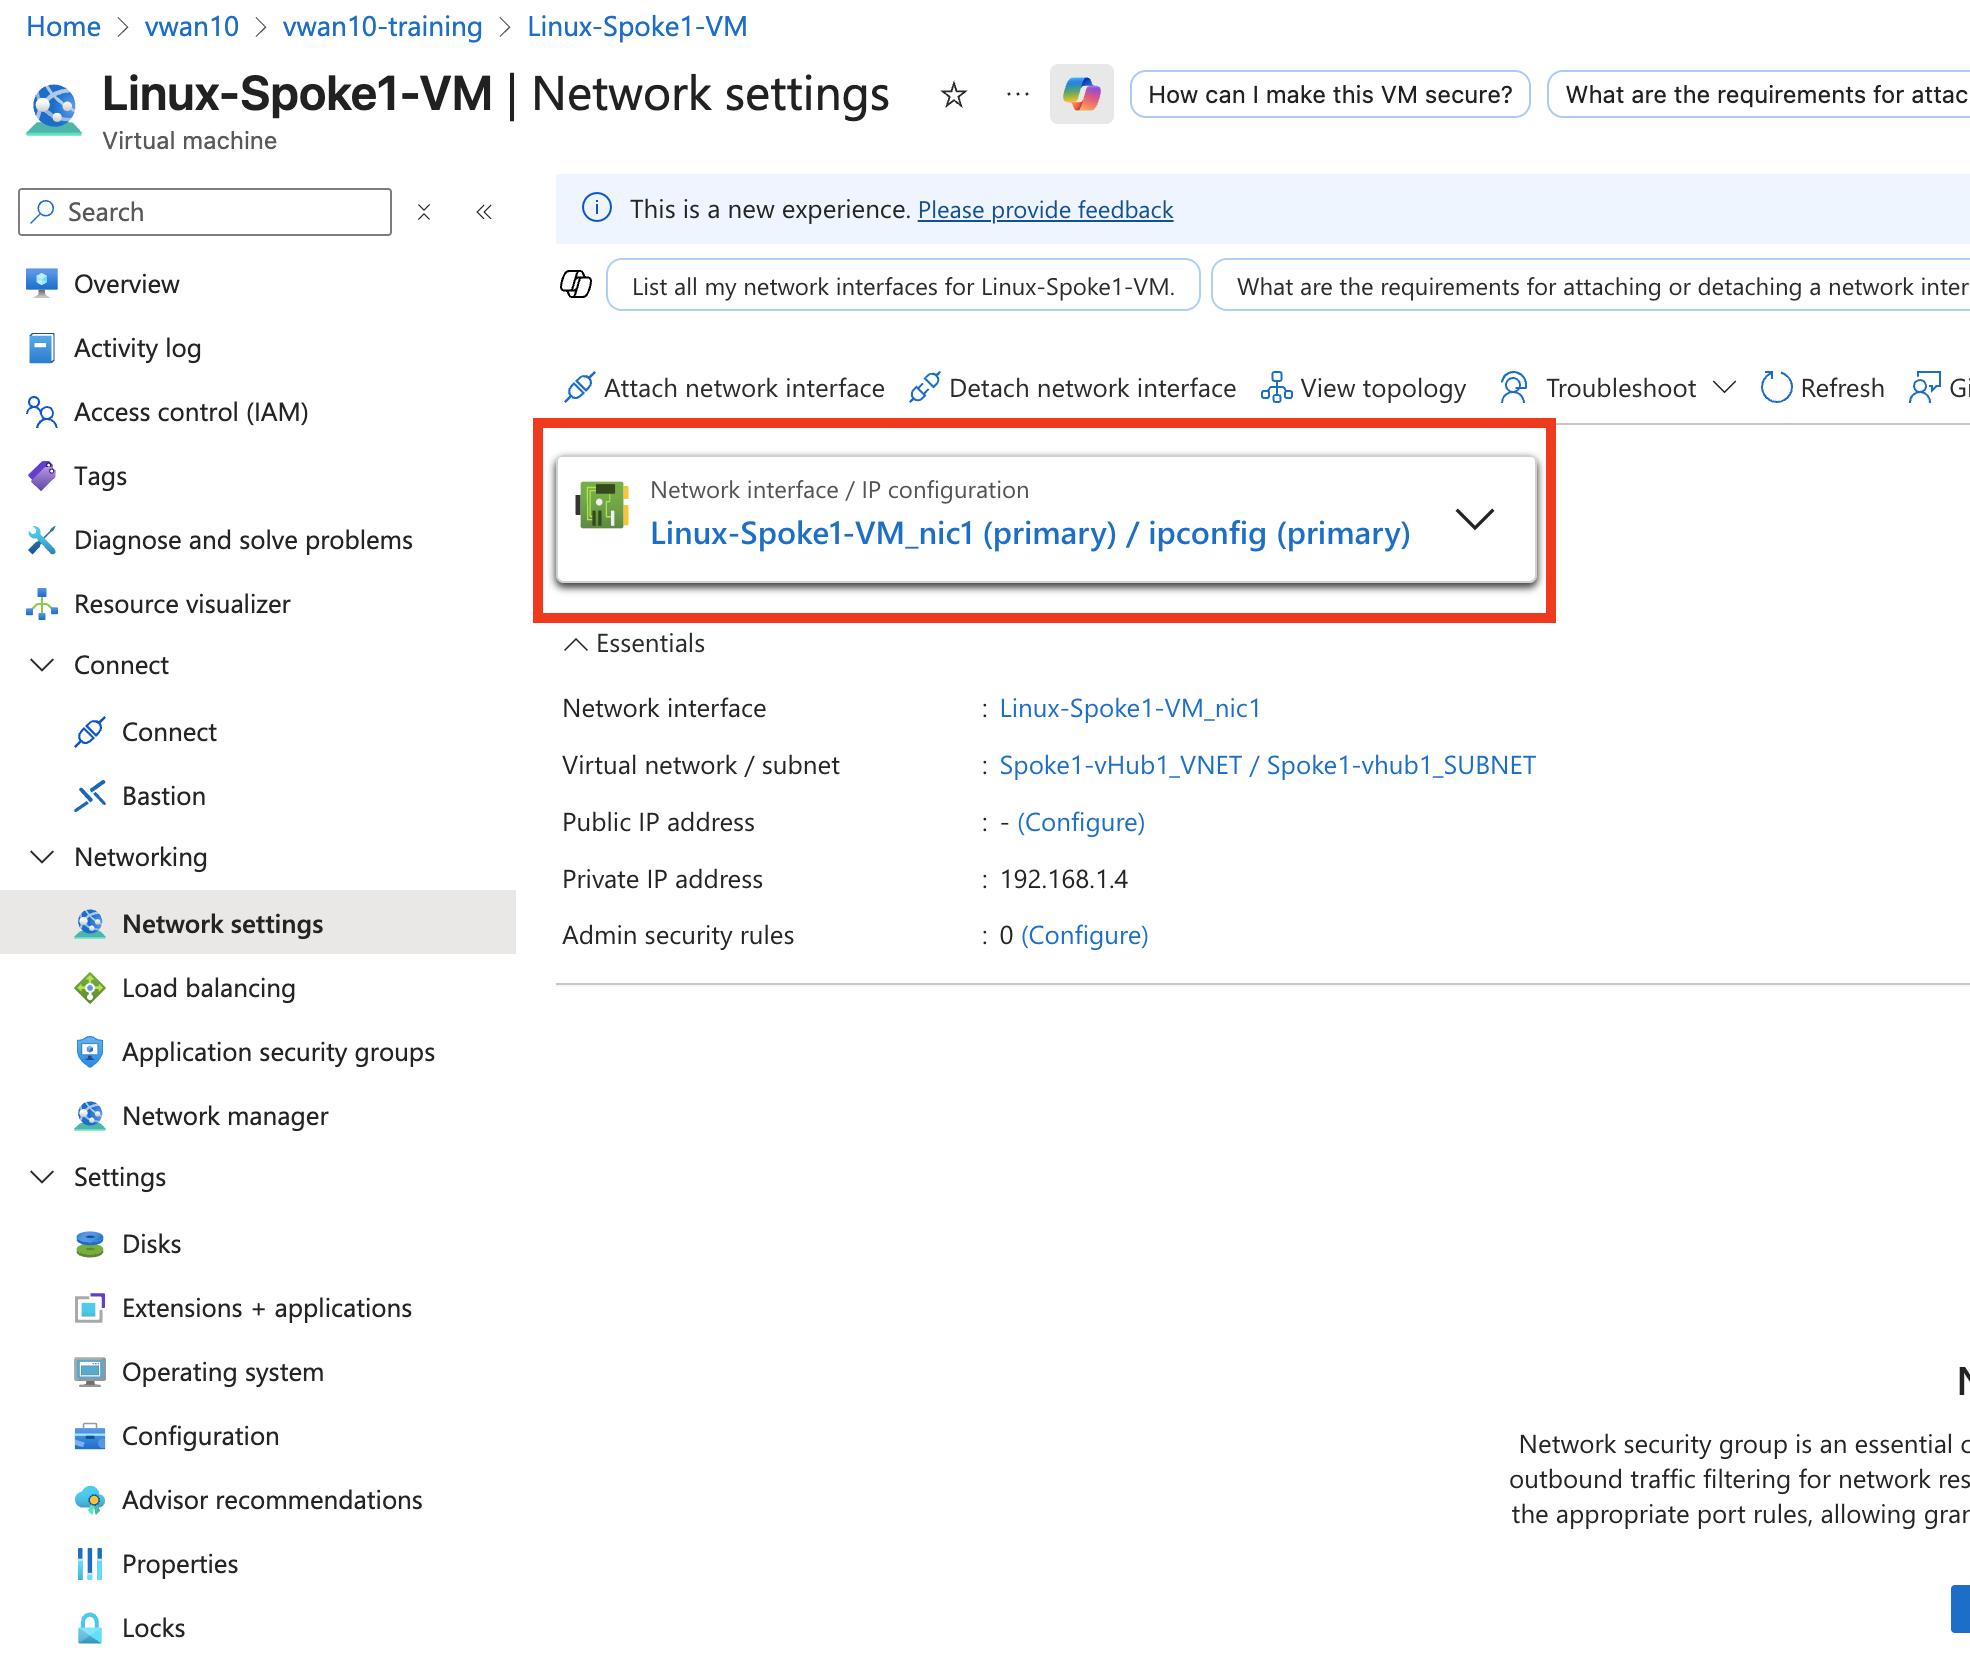 Home > vwan10 > vwan10-training > Linux-Spoke1-VM
Linux-Spoke1-VM | Network settings
How can I make this VM secure?
What are the requirements for attac
Virtual machine
Search
This is a new experience. Please provide feedback
List all my network interfaces for Linux-Spoke1-VM.
What are the requirements for attaching or detaching a network inter
Attach network interface
Detach network interface
View topology
Troubleshoot
Refresh
Network interface / IP configuration
Linux-Spoke1-VM_nic1 (primary) / ipconfig (primary)
Essentials
Network interface : Linux-Spoke1-VM_nic1
Virtual network / subnet : Spoke1-vHub1_VNET / Spoke1-vhub1_SUBNET
Public IP address : - (Configure)
Private IP address : 192.168.1.4
Admin security rules : 0 (Configure)
Network security group is an essential
outbound traffic filtering for network res
the appropriate port rules, allowing gran
Overview
Activity log
Access control (IAM)
Tags
Diagnose and solve problems
Resource visualizer
Connect
Connect
Bastion
Networking
Network settings
Load balancing
Application security groups
Network manager
Settings
Disks
Extensions + applications
Operating system
Configuration
Advisor recommendations
Properties
Locks